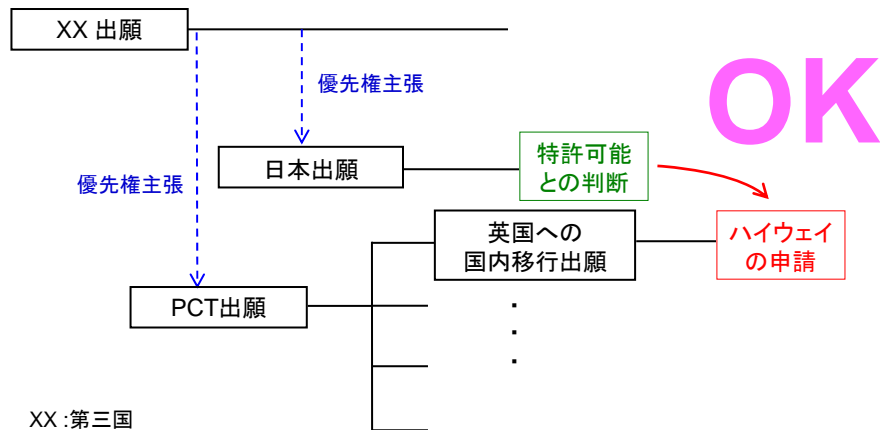 XX 出願
OK
優先権主張
日本出願
特許可能
との判断
優先権主張
英国への
国内移行出願
ハイウェイ
の申請
PCT出願
・
・
・
XX :第三国